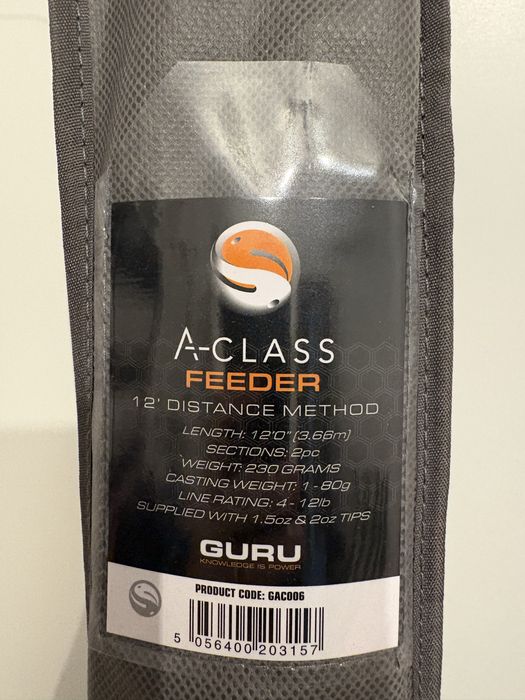 A-CLASS
FEEDER
12' DISTANCE METHOD
LENGTH: 12'0" (3.66m)
SECTIONS: 2pc
WEIGHT: 230 GRAMS
CASTING WEIGHT: 1 - 80g
LINE RATING: 4 - 12lb
SUPPLIED WITH 1.5oz & 2oz TIPS
GURU
KNOWLEDGE IS POWER
PRODUCT CODE: GAC006
5 056400 203157